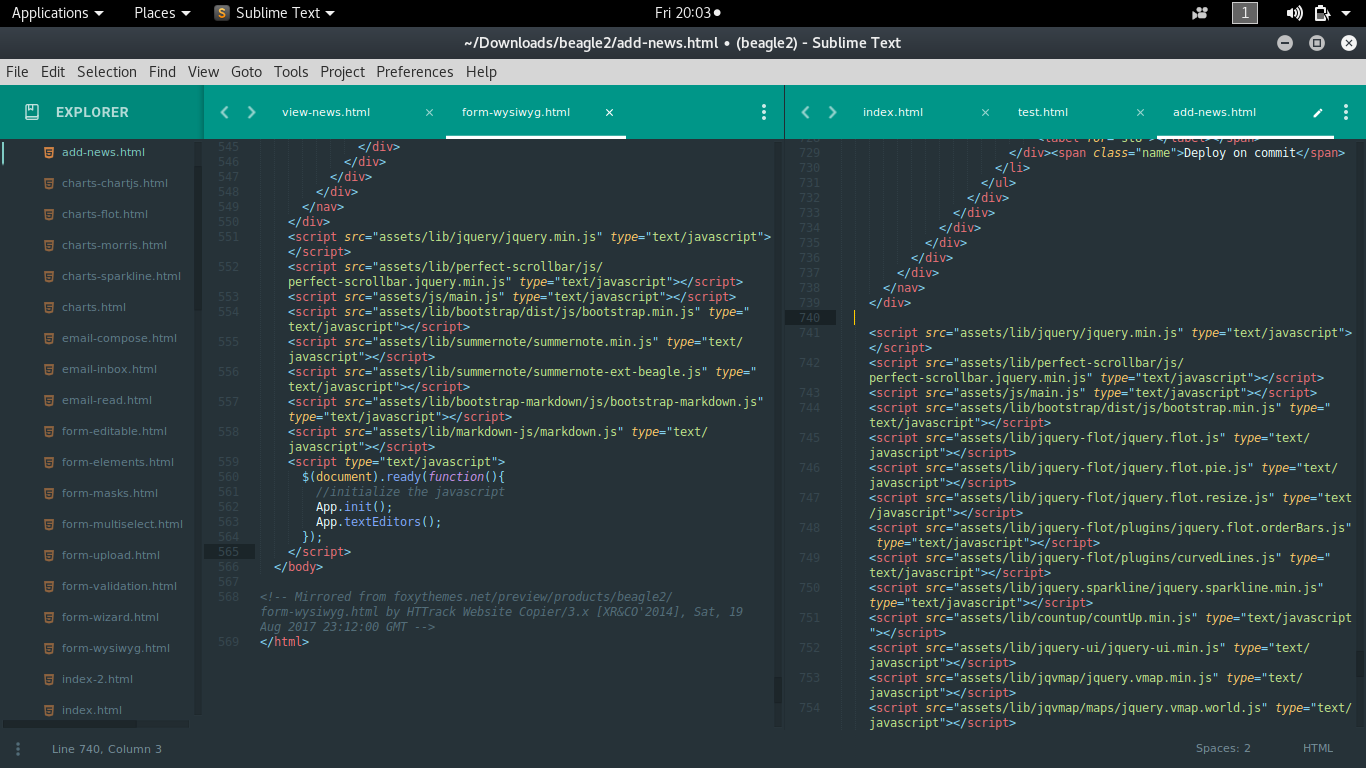 Applications Places Sublime Text Fri 20:03 1
~/Downloads/beagle2/add-news.html • (beagle2) - Sublime Text
File Edit Selection Find View Goto Tools Project Preferences Help
EXPLORER
add-news.html
charts-chartjs.html
charts-flot.html
charts-morris.html
charts-sparkline.html
charts.html
email-compose.html
email-inbox.html
email-read.html
form-editable.html
form-elements.html
form-masks.html
form-multiselect.html
form-upload.html
form-validation.html
form-wizard.html
form-wysiwyg.html
index-2.html
index.html
view-news.html form-wysiwyg.html
545 </div>
546 </div>
547 </div>
548 </div>
549 </nav>
550 </div>
551 <script src="assets/lib/jquery/jquery.min.js" type="text/javascript">
</script>
552 <script src="assets/lib/perfect-scrollbar/js/
perfect-scrollbar.jquery.min.js" type="text/javascript"></script>
553 <script src="assets/js/main.js" type="text/javascript"></script>
554 <script src="assets/lib/bootstrap/dist/js/bootstrap.min.js" type="
text/javascript"></script>
555 <script src="assets/lib/summernote/summernote.min.js" type="text/
javascript"></script>
556 <script src="assets/lib/summernote/summernote-ext-beagle.js" type="
text/javascript"></script>
557 <script src="assets/lib/bootstrap-markdown/js/bootstrap-markdown.js"
type="text/javascript"></script>
558 <script src="assets/lib/markdown-js/markdown.js" type="text/
javascript"></script>
559 <script type="text/javascript">
560 $(document).ready(function(){
561 //initialize the javascript
562 App.init();
563 App.textEditors();
564 });
565 </script>
566 </body>
567
568 <!-- Mirrored from foxythemes.net/preview/products/beagle2/
form-wysiwyg.html by HTTrack Website Copier/3.x [XR&CO'2014], Sat, 19
Aug 2017 23:12:00 GMT -->
569 </html>
index.html test.html add-news.html
729 </div><span class="name">Deploy on commit</span>
730 </li>
731 </ul>
732 </div>
733 </div>
734 </div>
735 </div>
736 </div>
737 </div>
738 </nav>
739 </div>
740
741 <script src="assets/lib/jquery/jquery.min.js" type="text/javascript">
</script>
742 <script src="assets/lib/perfect-scrollbar/js/
perfect-scrollbar.jquery.min.js" type="text/javascript"></script>
743 <script src="assets/js/main.js" type="text/javascript"></script>
744 <script src="assets/lib/bootstrap/dist/js/bootstrap.min.js" type="
text/javascript"></script>
745 <script src="assets/lib/jquery-flot/jquery.flot.js" type="text/
javascript"></script>
746 <script src="assets/lib/jquery-flot/jquery.flot.pie.js" type="text/
javascript"></script>
747 <script src="assets/lib/jquery-flot/jquery.flot.resize.js" type="text
/javascript"></script>
748 <script src="assets/lib/jquery-flot/plugins/jquery.flot.orderBars.js"
type="text/javascript"></script>
749 <script src="assets/lib/jquery-flot/plugins/curvedLines.js" type="
text/javascript"></script>
750 <script src="assets/lib/jquery.sparkline/jquery.sparkline.min.js"
type="text/javascript"></script>
751 <script src="assets/lib/countup/countUp.min.js" type="text/javascript
"></script>
752 <script src="assets/lib/jquery-ui/jquery-ui.min.js" type="text/
javascript"></script>
753 <script src="assets/lib/jqvmap/jquery.vmap.min.js" type="text/
javascript"></script>
754 <script src="assets/lib/jqvmap/maps/jquery.vmap.world.js" type="text/
javascript"></script>
Line 740, Column 3 Spaces: 2 HTML